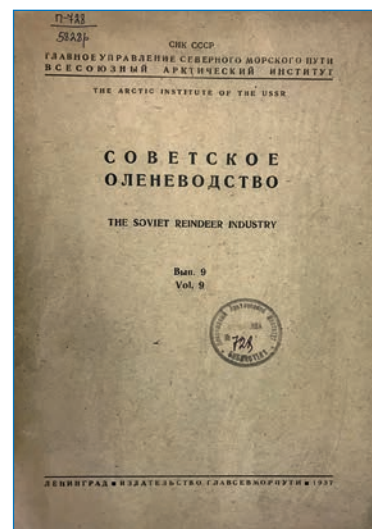 П-728
СНК СССР
ГЛАВНОЕ УПРАВЛЕНИЕ СЕВЕРНОГО МОРСКОГО ПУТИ
ВСЕСОЮЗНЫЙ АРКТИЧЕСКИЙ ИНСТИТУТ
THE ARCTIC INSTITUTE OF THE USSR
СОВЕТСКОЕ
ОЛЕНЕВОДСТВО
THE SOVIET REINDEER INDUSTRY
Вып. 9
Vol. 9
728
ЛЕНИНГРАД ■ ИЗДАТЕЛЬСТВО ГЛАВСЕВМОРПУТИ ■ 1937